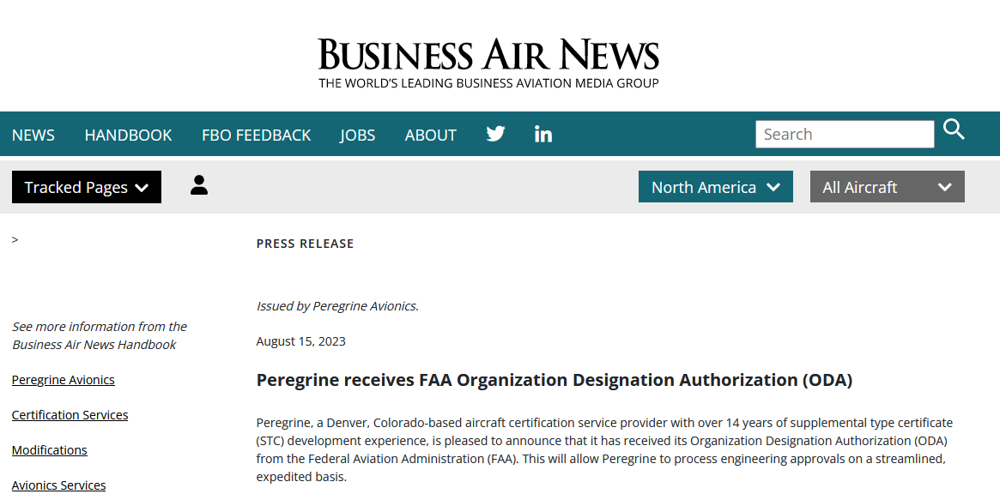 BUSINESS AIR NEWS
THE WORLD'S LEADING BUSINESS AVIATION MEDIA GROUP
NEWS HANDBOOK FBO FEEDBACK JOBS ABOUT Search
Tracked Pages North America All Aircraft
>
PRESS RELEASE
Issued by Peregrine Avionics.
See more information from the
Business Air News Handbook
August 15, 2023
Peregrine Avionics
Peregrine receives FAA Organization Designation Authorization (ODA)
Certification Services
Peregrine, a Denver, Colorado-based aircraft certification service provider with over 14 years of supplemental type certificate
(STC) development experience, is pleased to announce that it has received its Organization Designation Authorization (ODA)
from the Federal Aviation Administration (FAA). This will allow Peregrine to process engineering approvals on a streamlined,
expedited basis.
Modifications
Avionics Services